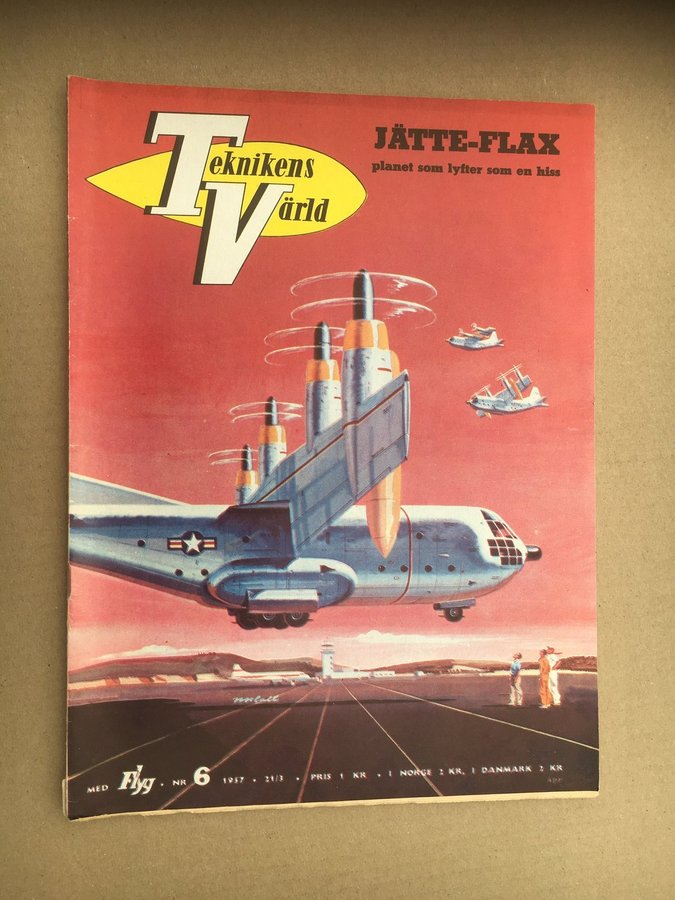 Teknikens
Värld
JÄTTE-FLAX
planet som lyfter som en hiss
MED Flyg · NR 6 1957 · 21/3 · PRIS 1 KR · I NORGE 2 KR, I DANMARK 2 KR